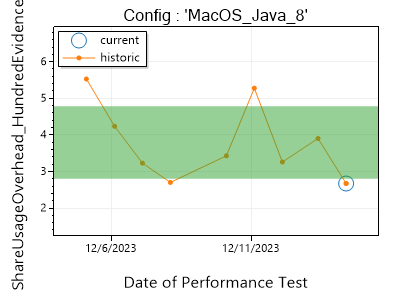 Config : 'MacOS_Java_8'
current
historic
6
5
4
3
2
ShareUsageOverhead_HundredEvidence
12/6/2023
12/11/2023
Date of Performance Test